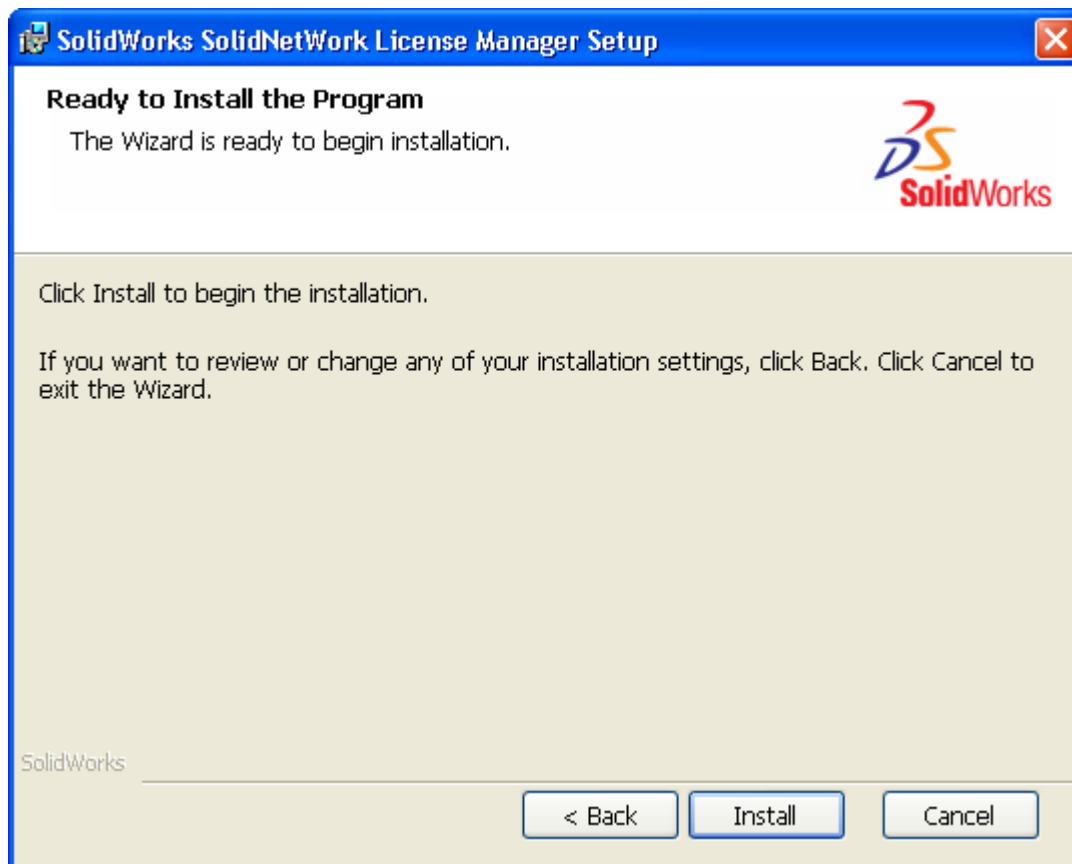 SolidWorks SolidNetWork License Manager Setup
Ready to Install the Program
The Wizard is ready to begin installation.
SolidWorks
Click Install to begin the installation.
If you want to review or change any of your installation settings, click Back. Click Cancel to
exit the Wizard.
SolidWorks
< Back
Install
Cancel